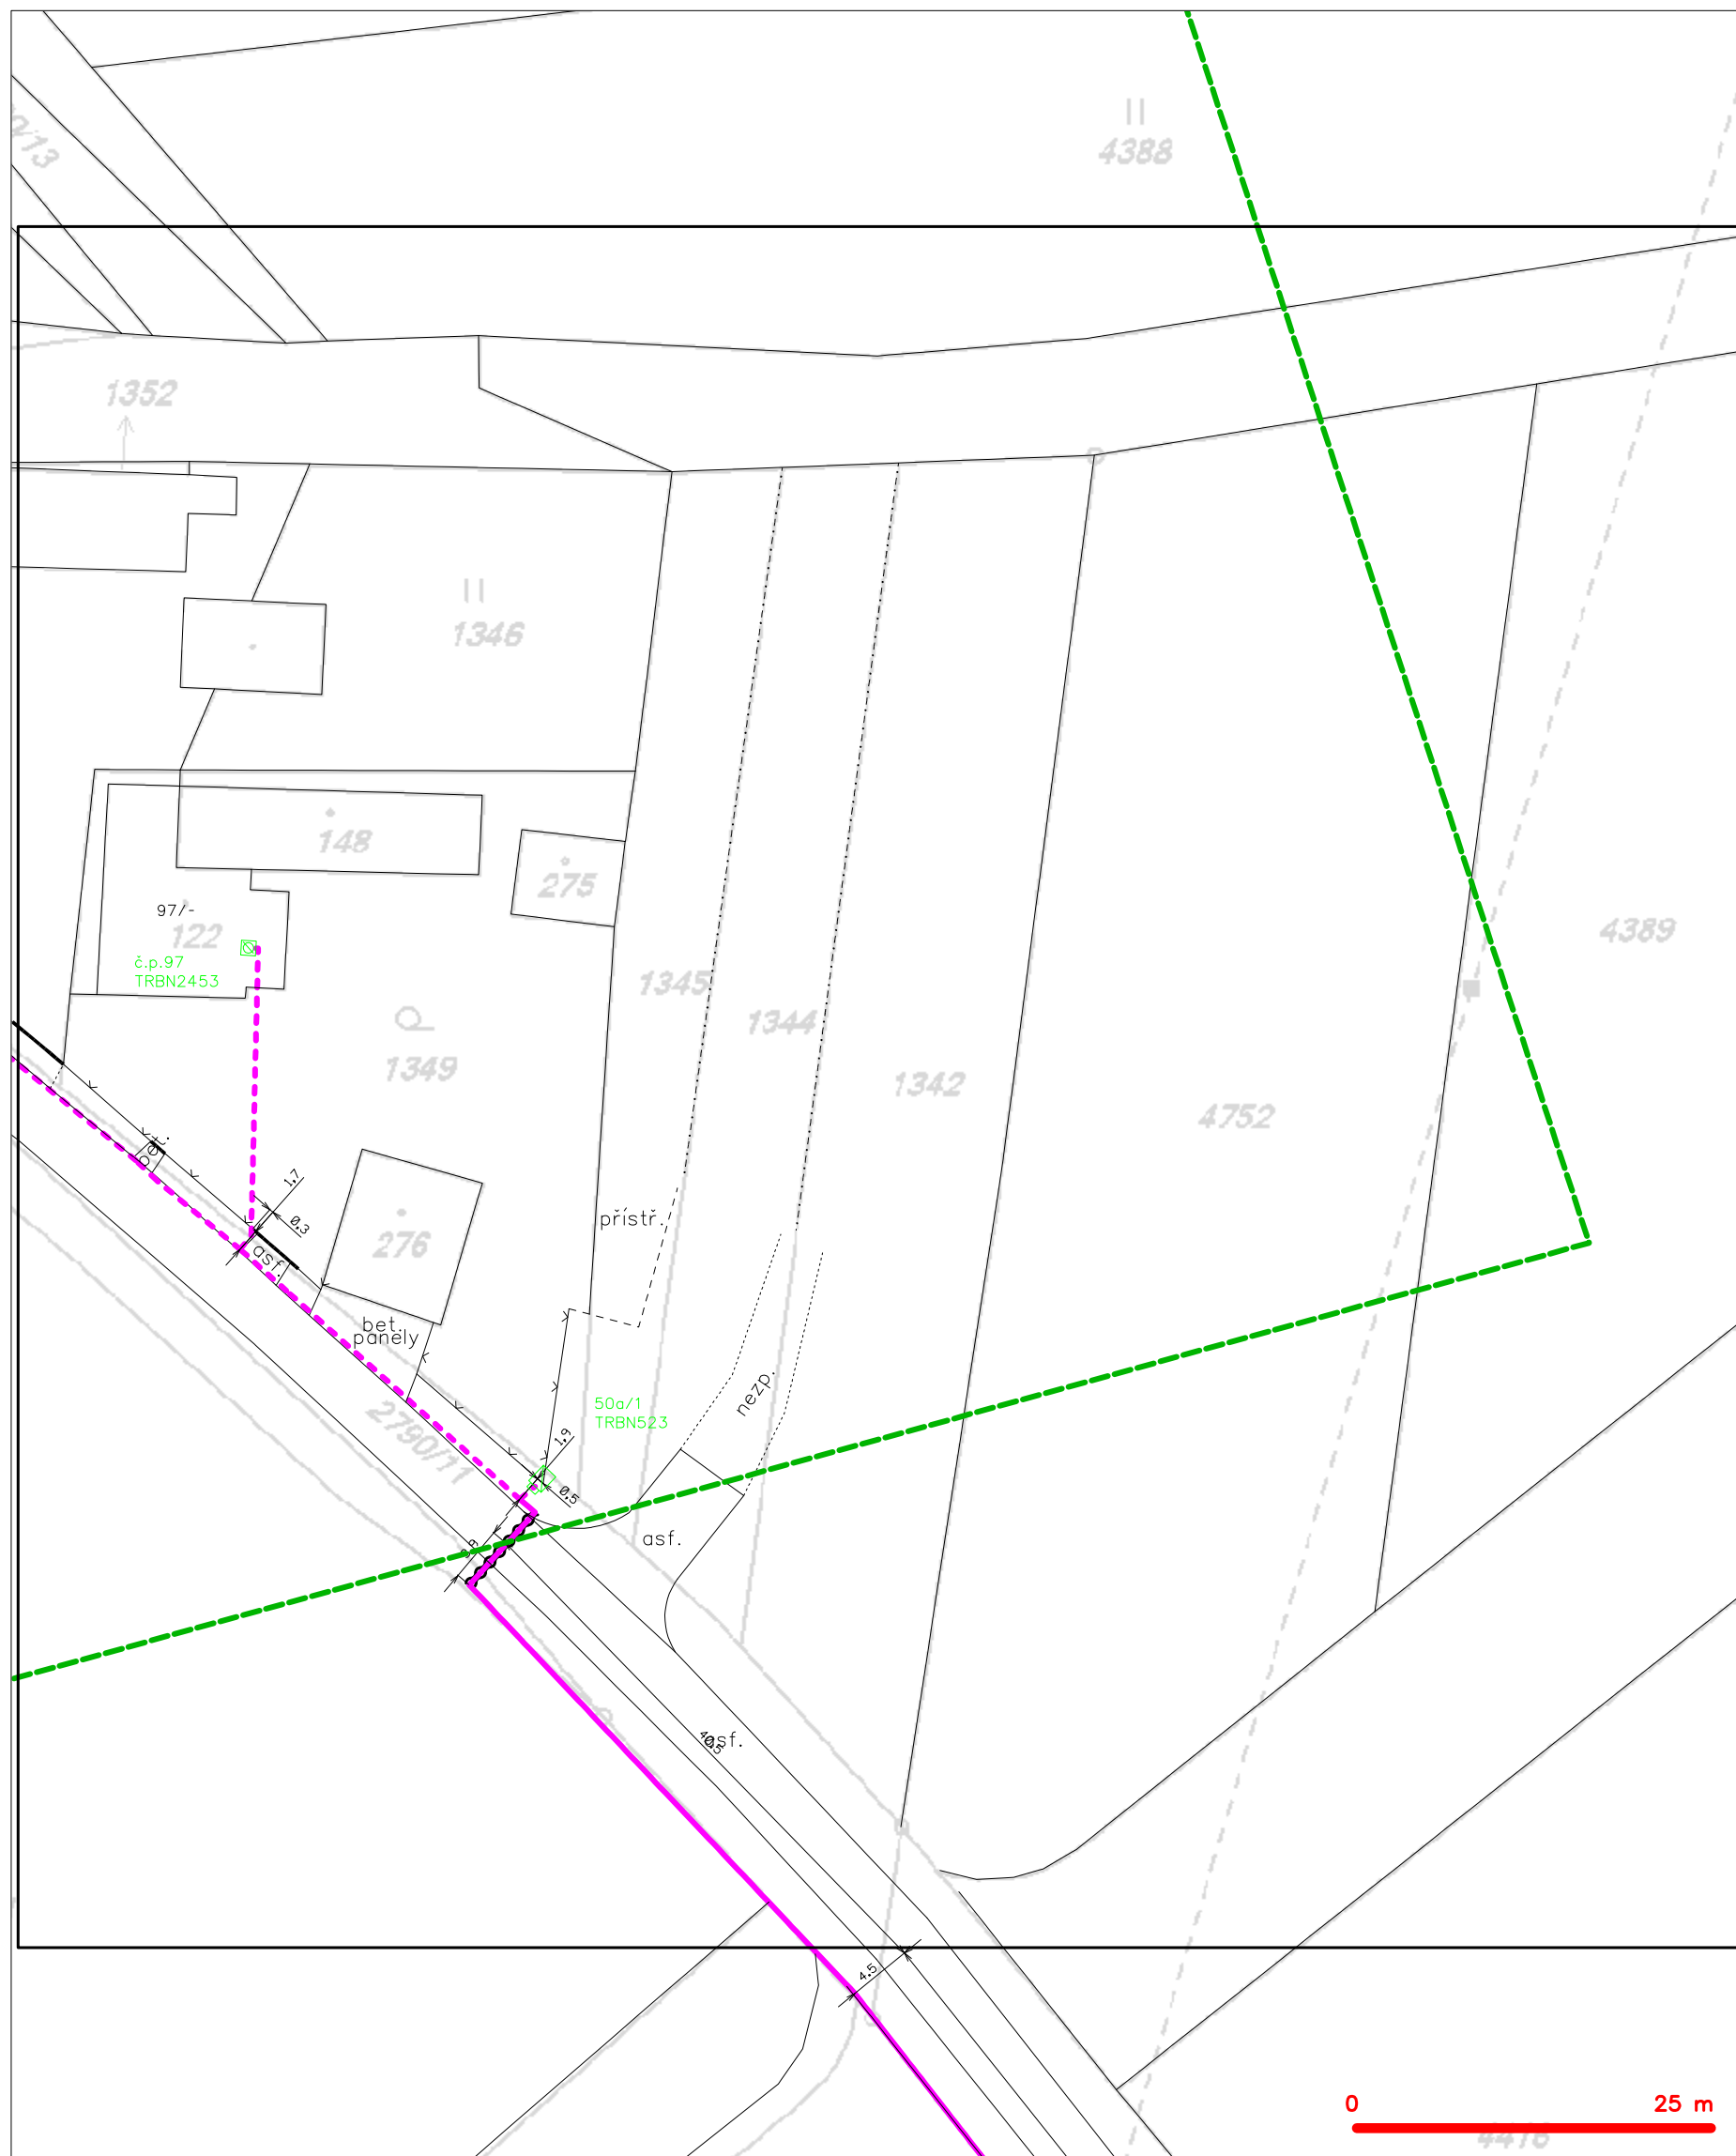 4388
1352
1346
148
275
97/-
122
č.p.97
TRBN2453
4389
1345
1344
1349
1342
4752
bet.
1,7
0,3
přístř.
276
asf.
bet.
panely
nezp.
50a/1
TRBN523
2790/11
1,9
0,5
asf.
asf.
4,5
0
25 m
4416